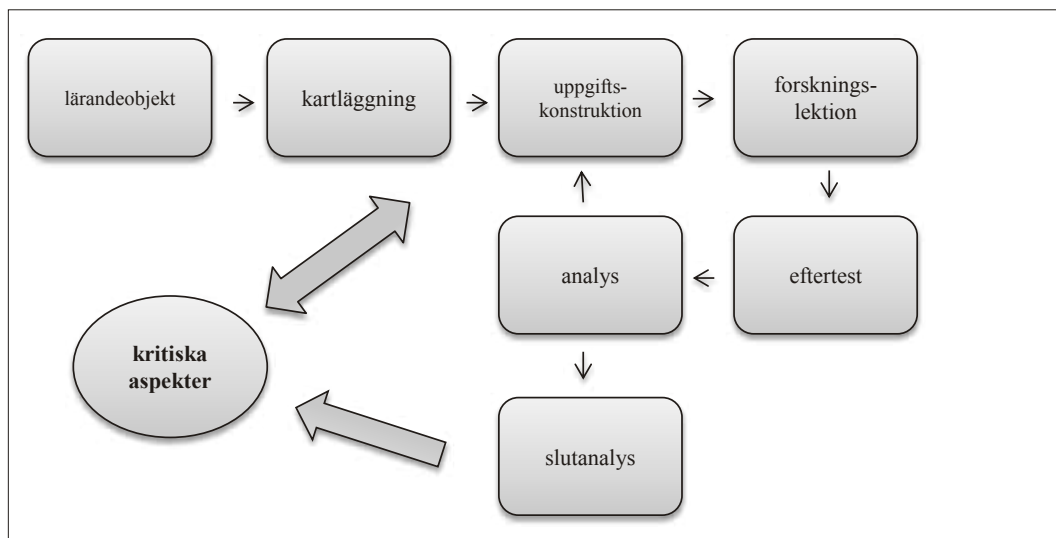 lärandeobjekt
kartläggning
uppgifts-
konstruktion
forsknings-
lektion
analys
eftertest
kritiska
aspekter
slutanalys